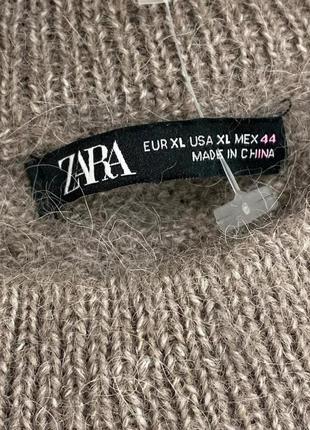 ZARA
EUR XL USA XL MEX 44
MADE IN CHINA